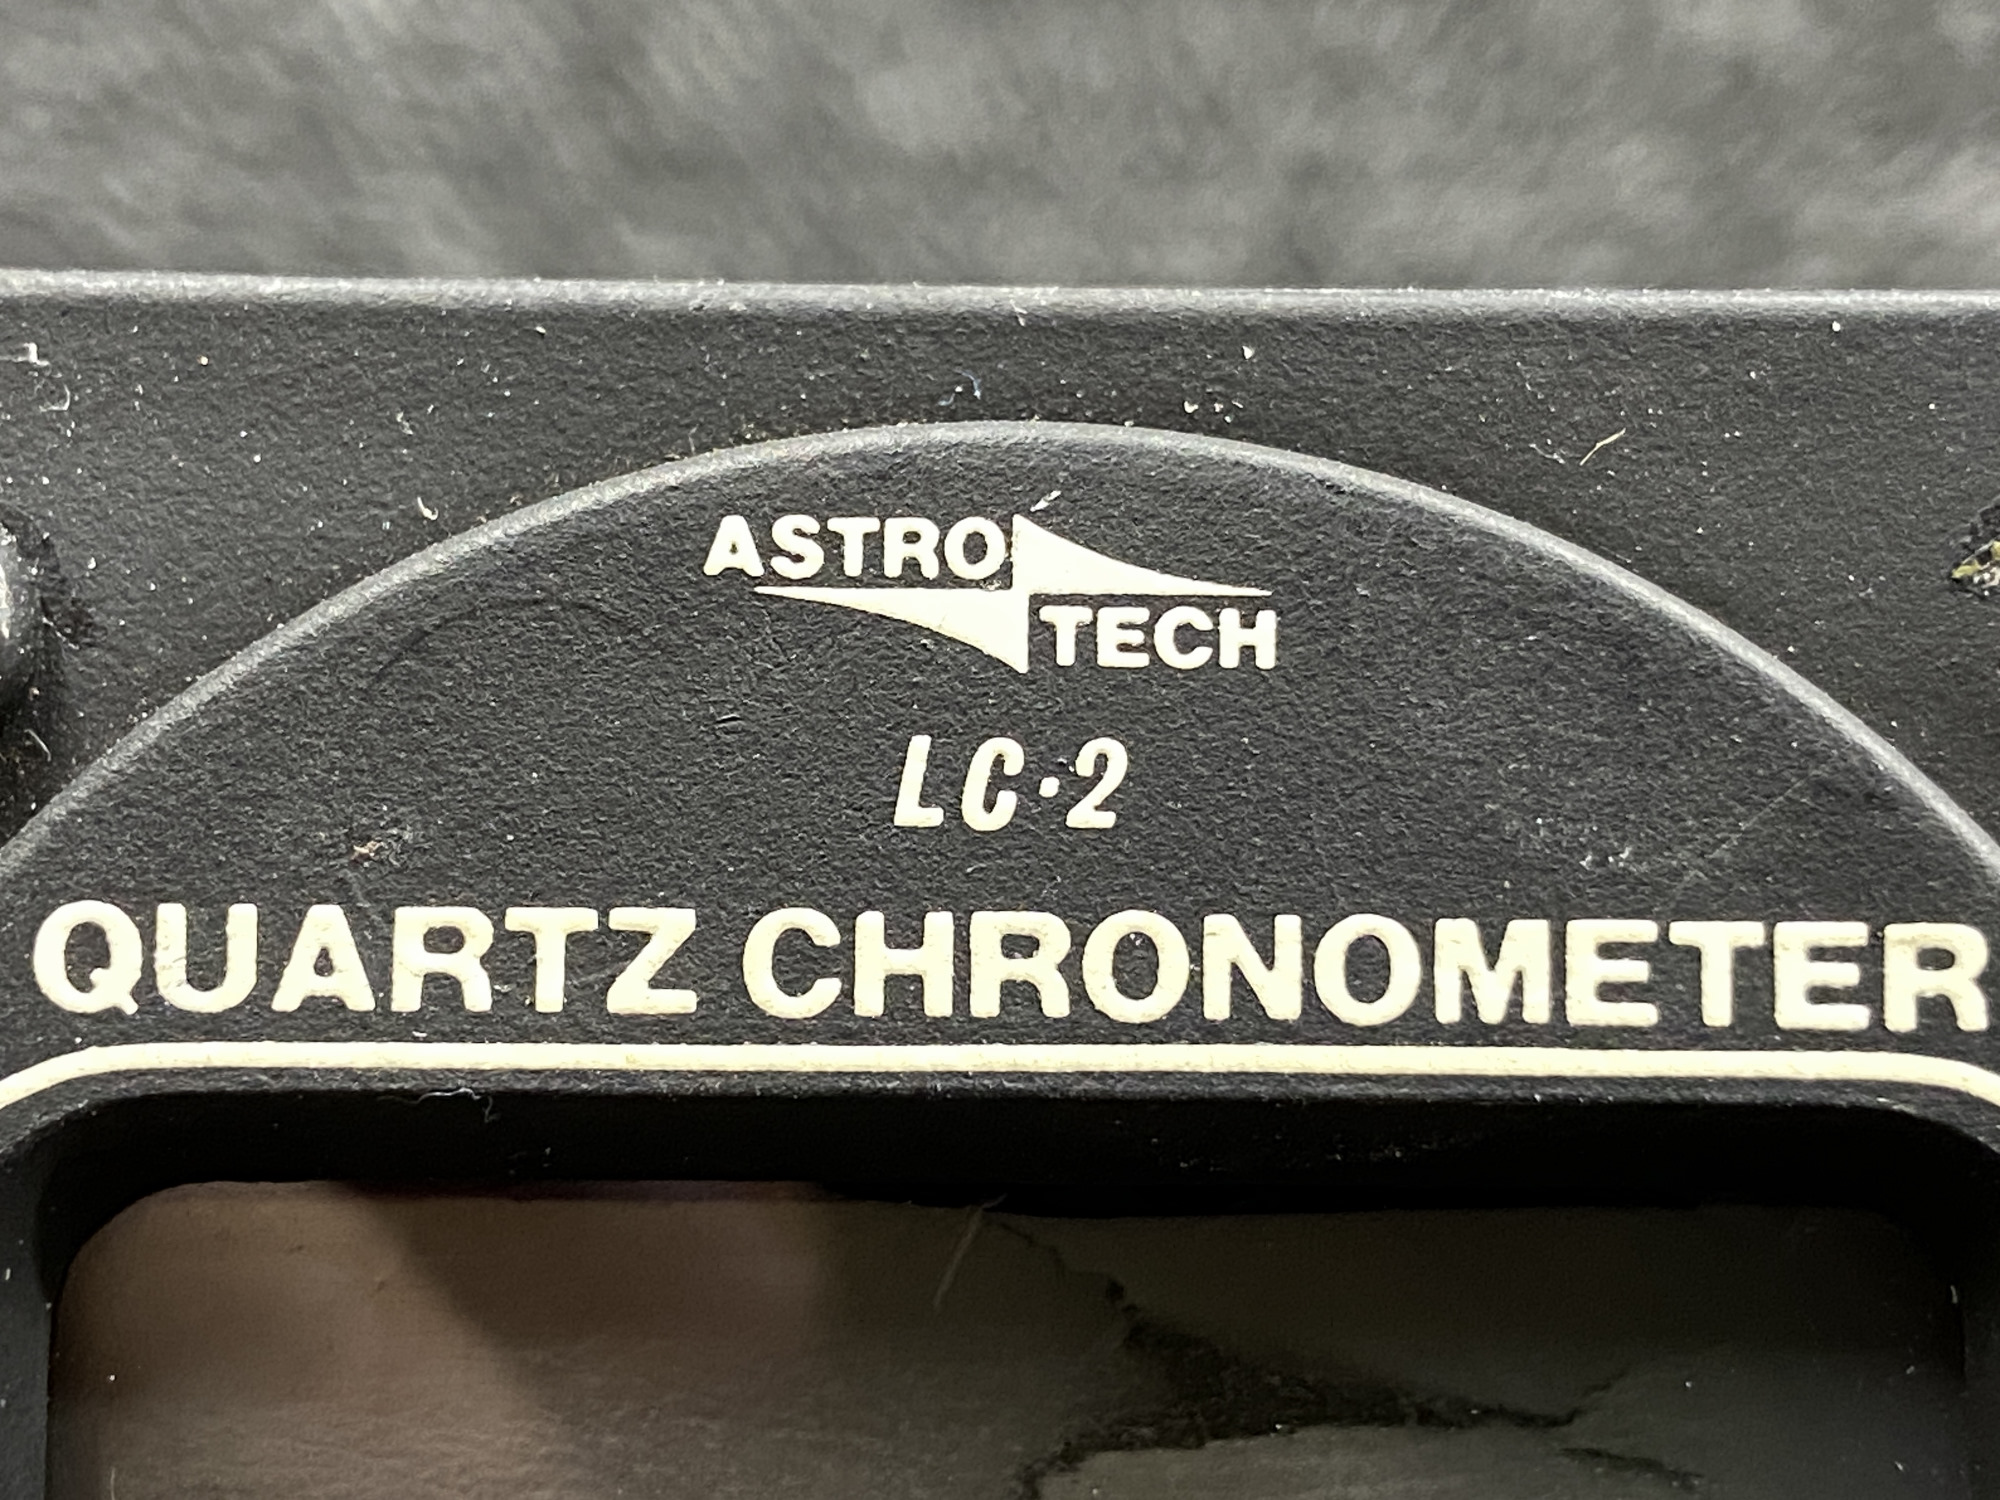 ASTRO
TECH
LC·2
QUARTZ CHRONOMETER